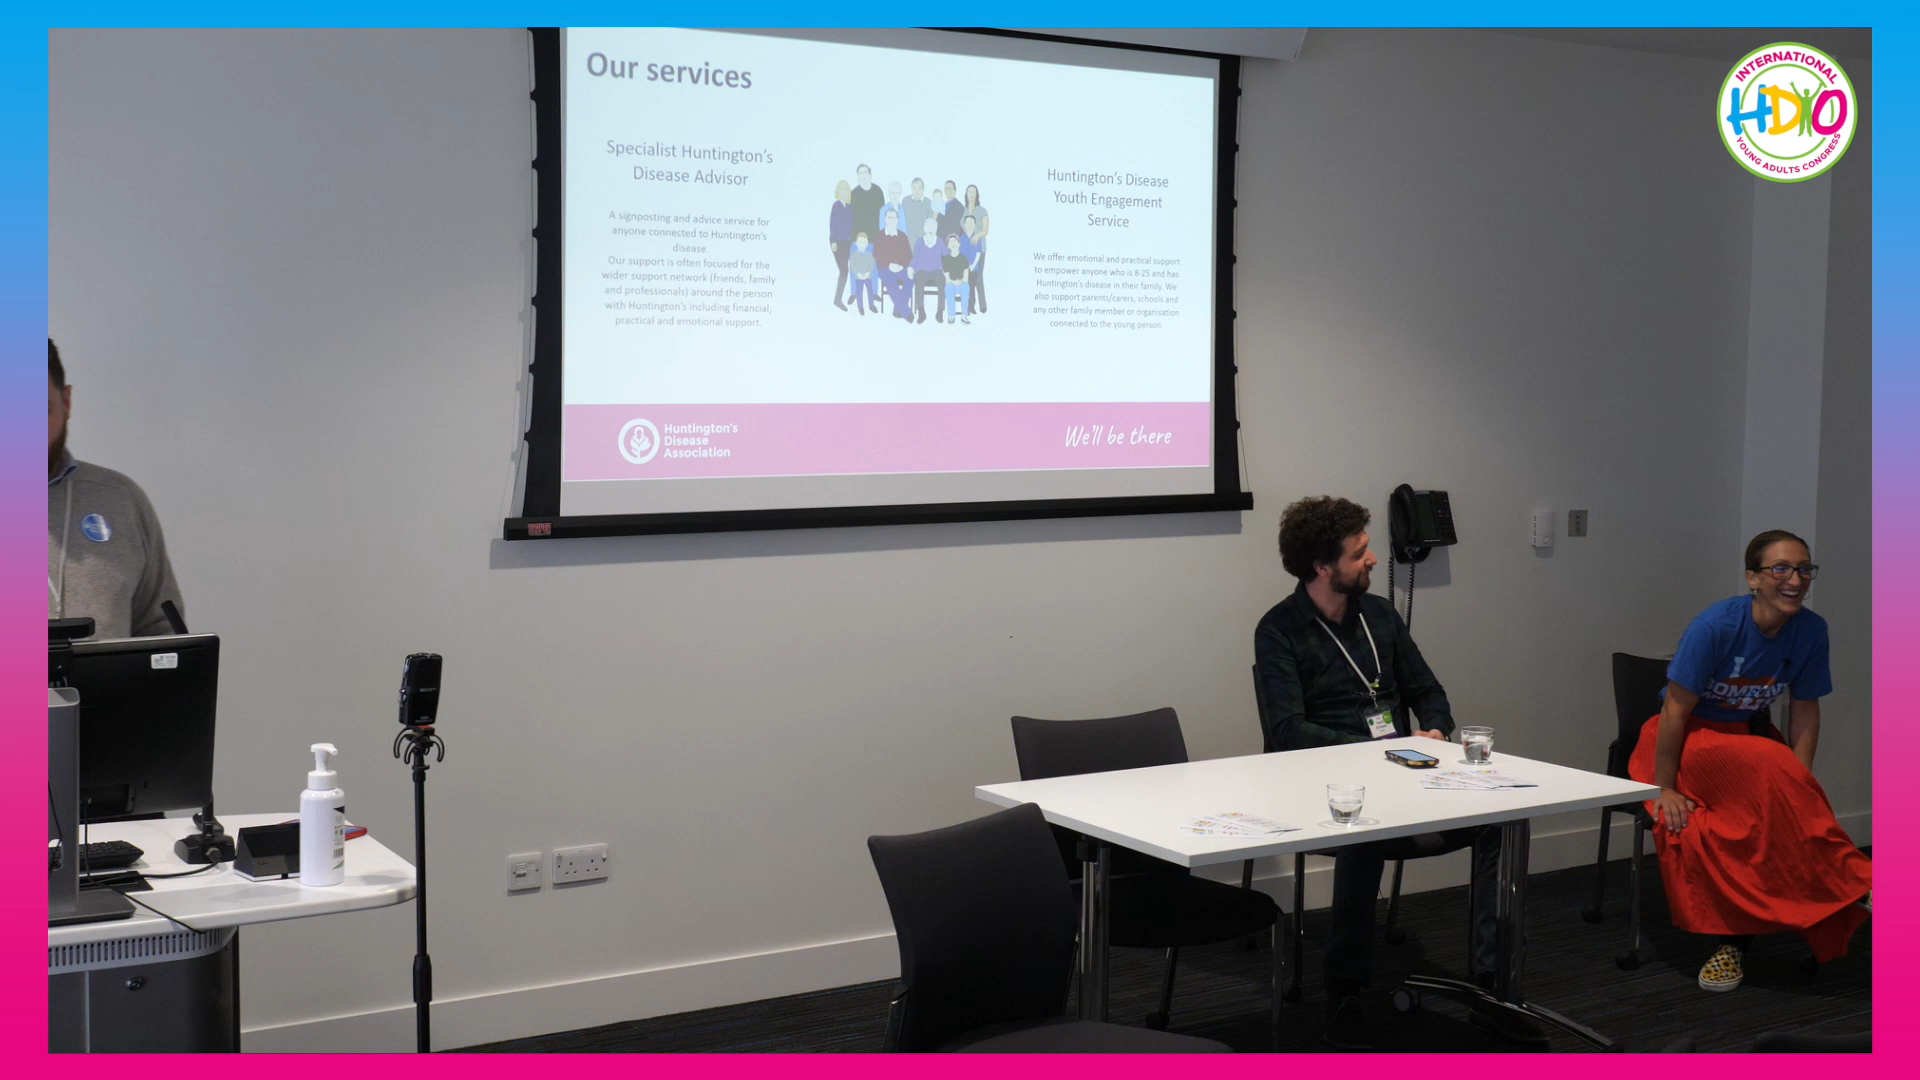 Our services
Specialist Huntington's
Disease Advisor
A signposting and advice service for
anyone connected to Huntington's
disease.
Our support is often focused for the
wider support network (friends, family
and professionals) around the person
with Huntington's including financial,
practical and emotional support.
Huntington's Disease
Youth Engagement
Service
We offer emotional and practical support
to empower anyone who is 8-25 and has
Huntington's disease in their family. We
also support parents/carers, schools and
any other family member or organisation
connected to the young person.
Huntington's
Disease
Association
We'll be there
INTERNATIONAL
HDYO
YOUNG ADULTS CONGRESS
zoom
I